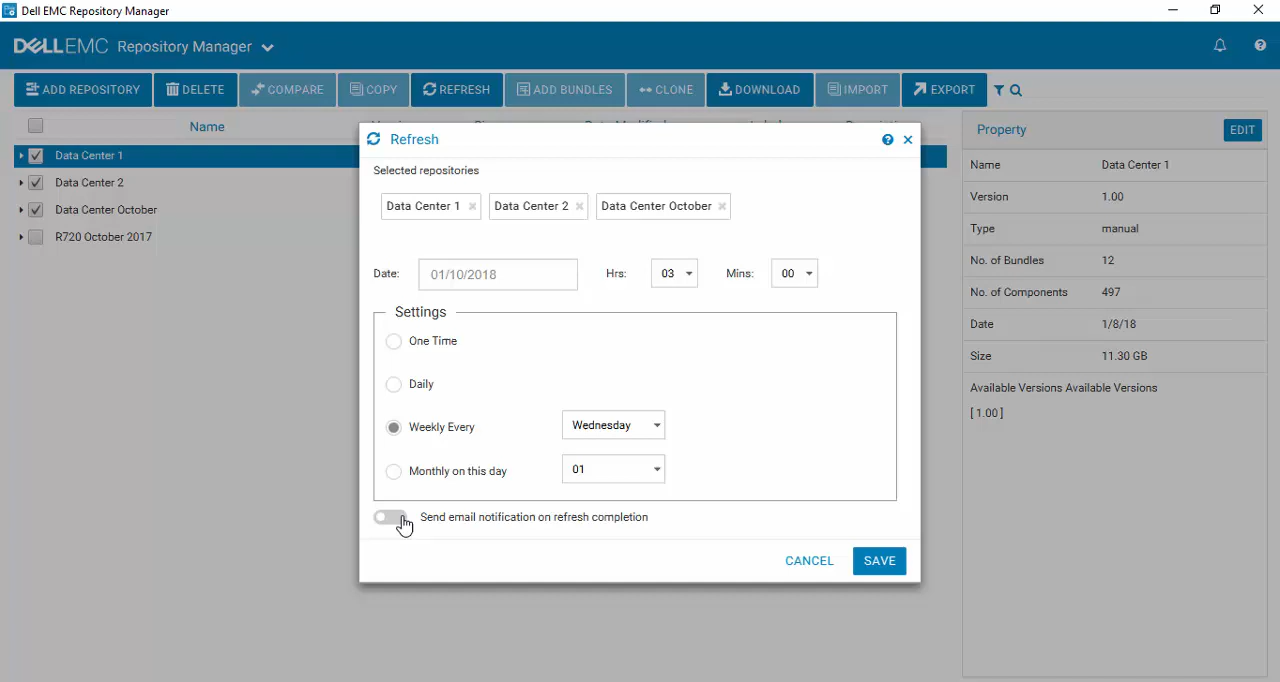 Dell EMC Repository Manager
DELLEMC Repository Manager
ADD REPOSITORY DELETE COMPARE COPY REFRESH ADD BUNDLES CLONE DOWNLOAD IMPORT EXPORT
Name
Data Center 1
Data Center 2
Data Center October
R720 October 2017
Refresh
Selected repositories
Data Center 1 Data Center 2 Data Center October
Date: 01/10/2018 Hrs: 03 Mins: 00
Settings
One Time
Daily
Weekly Every Wednesday
Monthly on this day 01
Send email notification on refresh completion
CANCEL SAVE
Property EDIT
Name Data Center 1
Version 1.00
Type manual
No. of Bundles 12
No. of Components 497
Date 1/8/18
Size 11.30 GB
Available Versions Available Versions
[ 1.00 ]